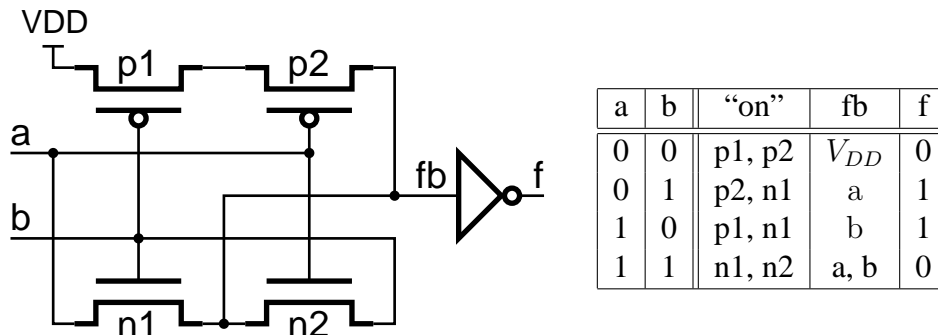 VDD
p1 p2
a
fb f
b
n1 n2
a b “on” fb f
0 0 p1, p2 V_DD 0
0 1 p2, n1 a 1
1 0 p1, n1 b 1
1 1 n1, n2 a, b 0